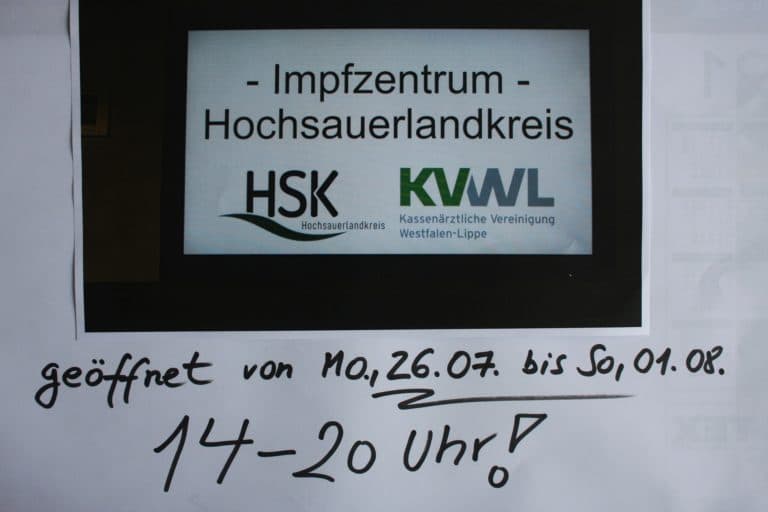 - Impfzentrum -
Hochsauerlandkreis
HSK
Hochsauerlandkreis
KVWL
Kassenärztliche Vereinigung
Westfalen-Lippe
geöffnet von Mo., 26.07. bis So, 01.08.
14-20 Uhr!